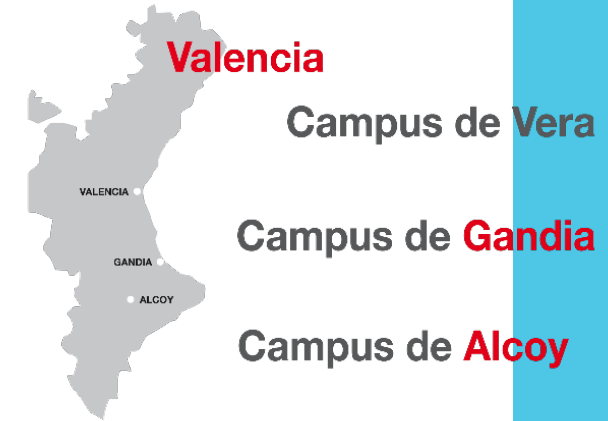 Valencia
Campus de Vera
VALENCIA
Campus de Gandia
GANDIA
ALCOY
Campus de Alcoy